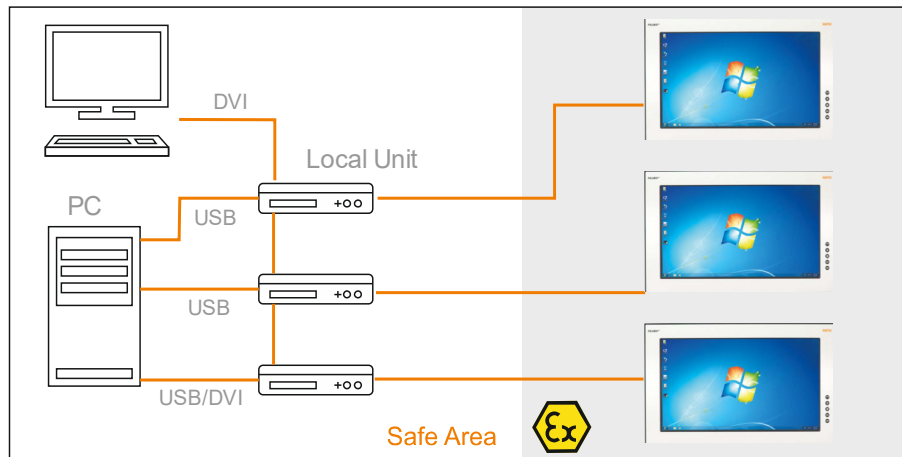 DVI
Local Unit
PC
USB
USB
USB/DVI
Safe Area
Ex